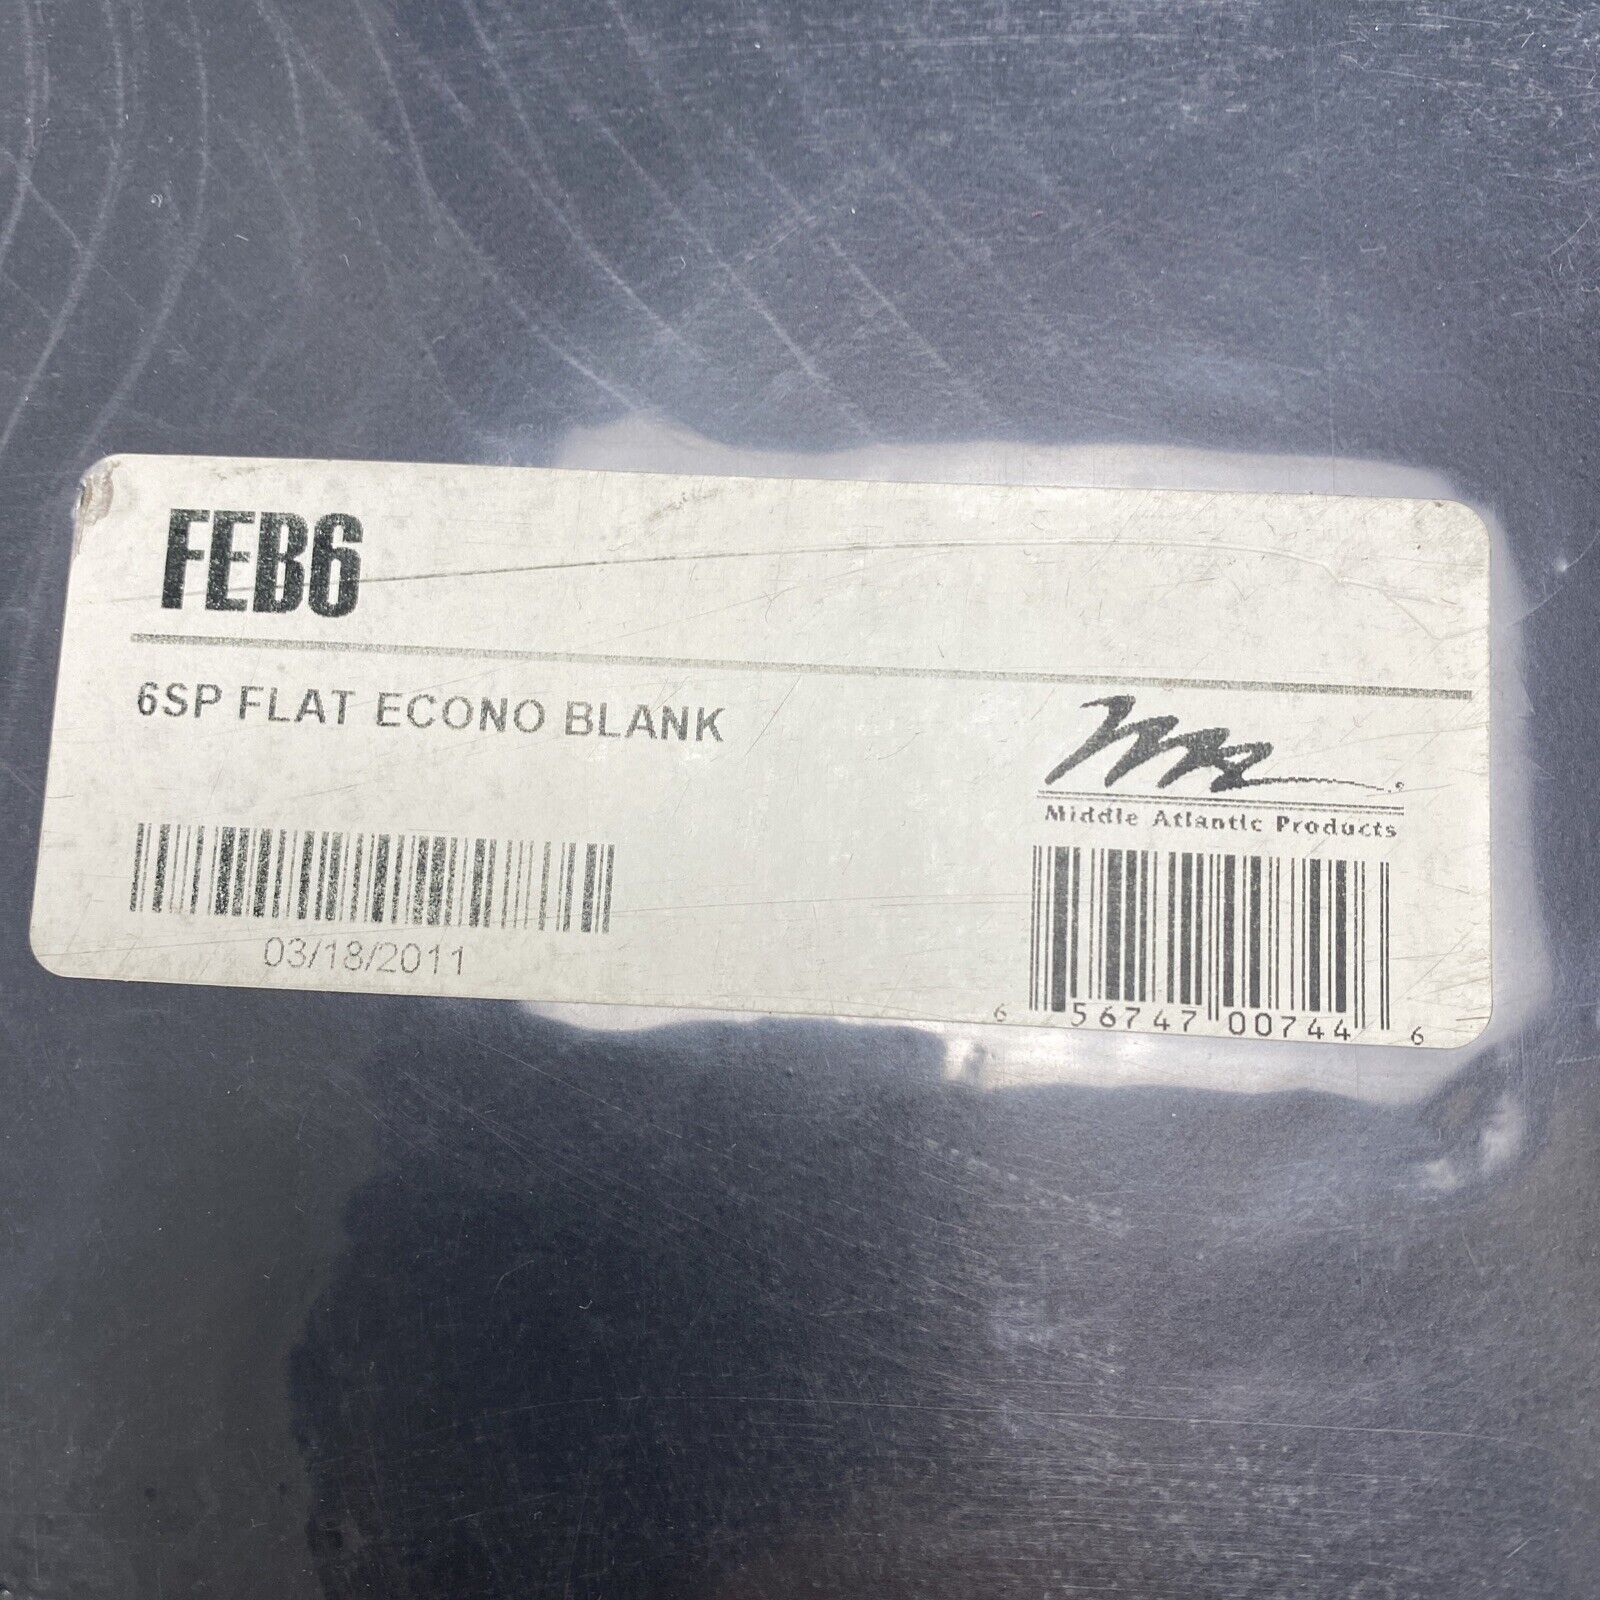 FEB6
6SP FLAT ECONO BLANK
Middle Atlantic Products
03/18/2011
6 56747 00744 6